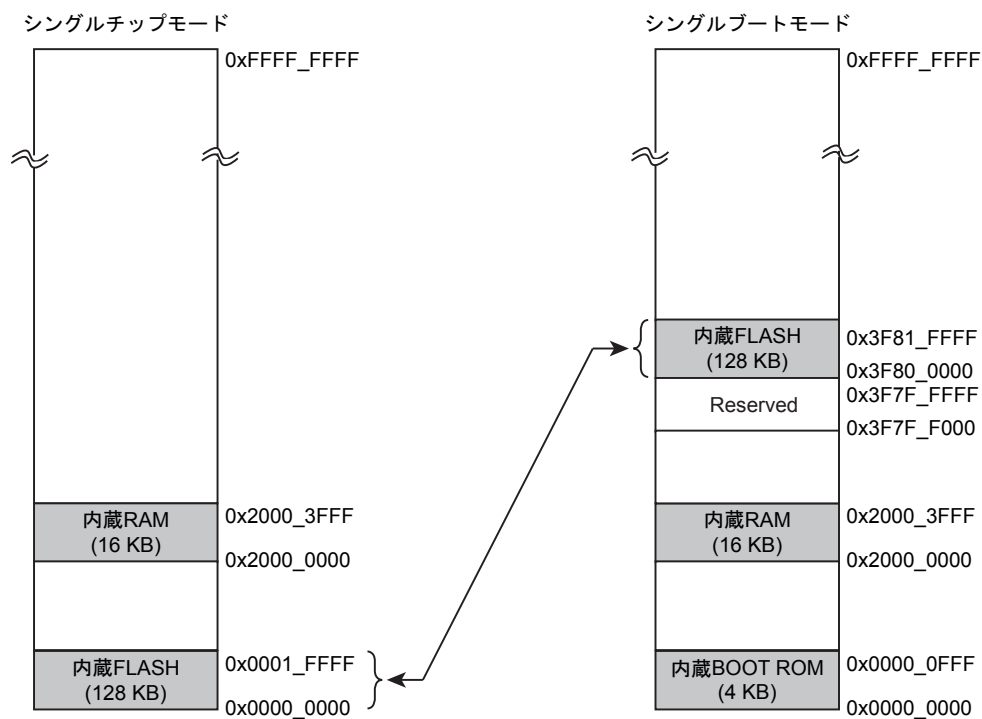 シングルチップモード
0xFFFF_FFFF
内蔵RAM
(16 KB)
0x2000_3FFF
0x2000_0000
内蔵FLASH
(128 KB)
0x0001_FFFF
0x0000_0000
シングルブートモード
0xFFFF_FFFF
内蔵FLASH
(128 KB)
0x3F81_FFFF
0x3F80_0000
Reserved
0x3F7F_FFFF
0x3F7F_F000
内蔵RAM
(16 KB)
0x2000_3FFF
0x2000_0000
内蔵BOOT ROM
(4 KB)
0x0000_0FFF
0x0000_0000